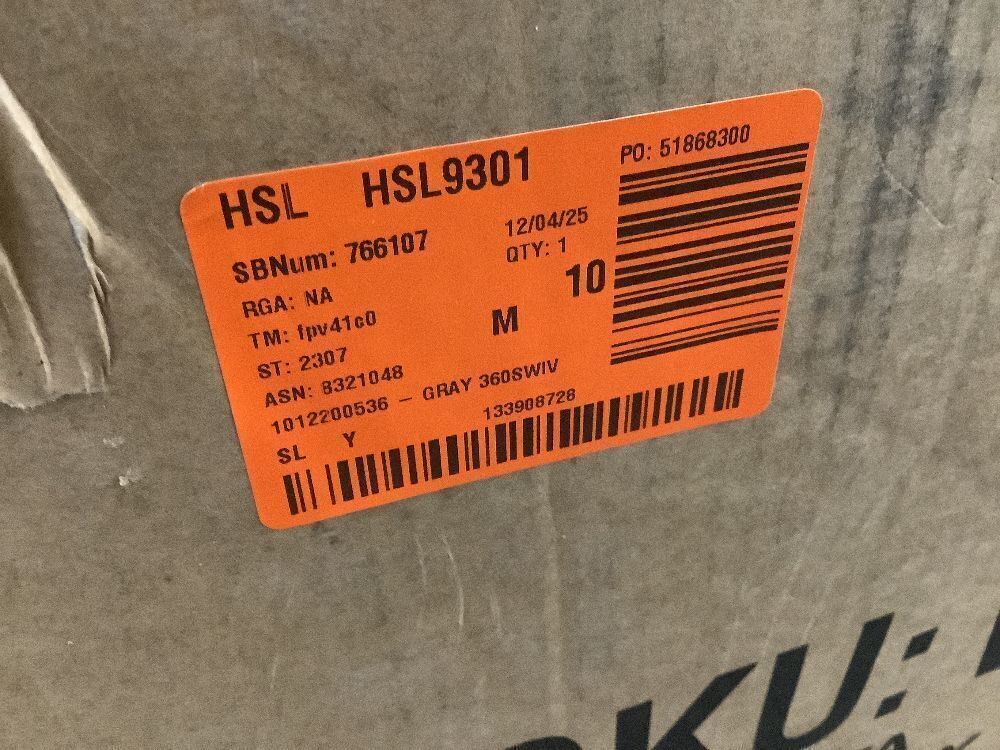 HSL HSL9301
PO: 51868300
SBNum: 766107
12/04/25
QTY: 1
RGA: NA
10
TM: fpv41c0
M
ST: 2307
ASN: 8321048
1012200536 – GRAY 360SWIV
SL Y
133908728
SKU: